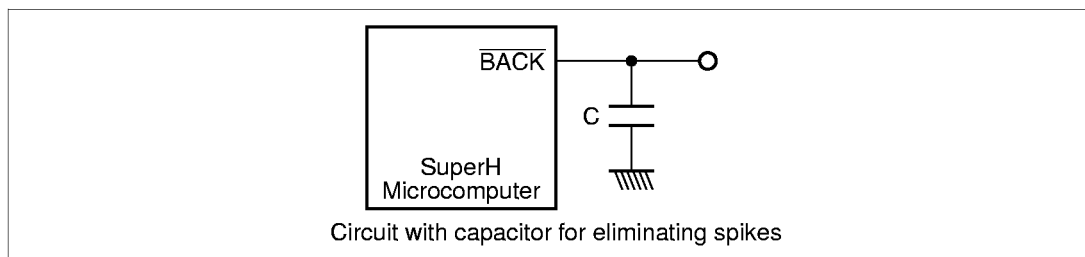 BACK
C
SuperH
Microcomputer
Circuit with capacitor for eliminating spikes